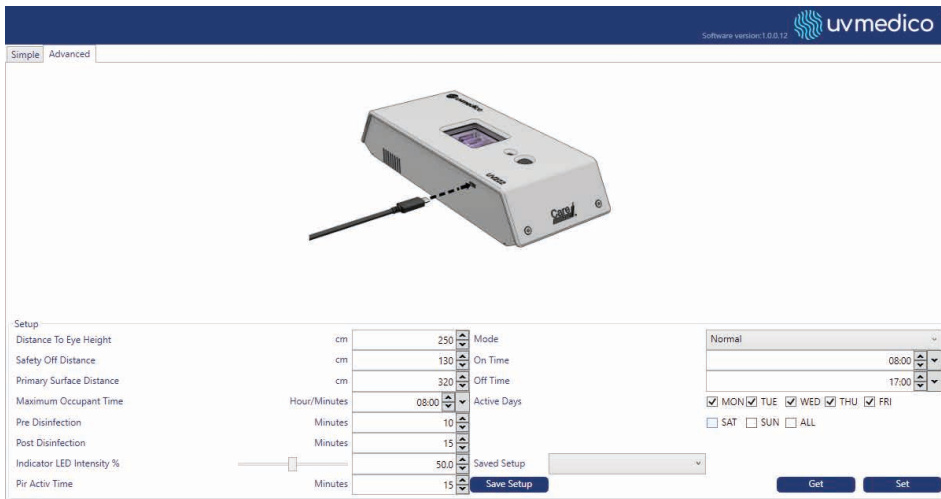 uvmedico
Software version:1.0.0.12
Simple Advanced
uvmedico
UV222
Care
Setup
Distance To Eye Height cm 250 Mode Normal
Safety Off Distance cm 130 On Time 08:00
Primary Surface Distance cm 320 Off Time 17:00
Maximum Occupant Time Hour/Minutes 08:00 Active Days MON TUE WED THU FRI
Pre Disinfection Minutes 10 SAT SUN ALL
Post Disinfection Minutes 15
Indicator LED Intensity % 50.0 Saved Setup
Pir Activ Time Minutes 15 Save Setup Get Set